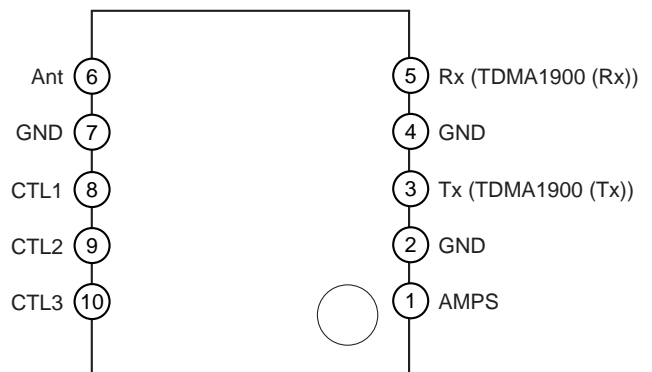 Ant 6 5 Rx (TDMA1900 (Rx))
GND 7 4 GND
CTL1 8 3 Tx (TDMA1900 (Tx))
CTL2 9 2 GND
CTL3 10 1 AMPS